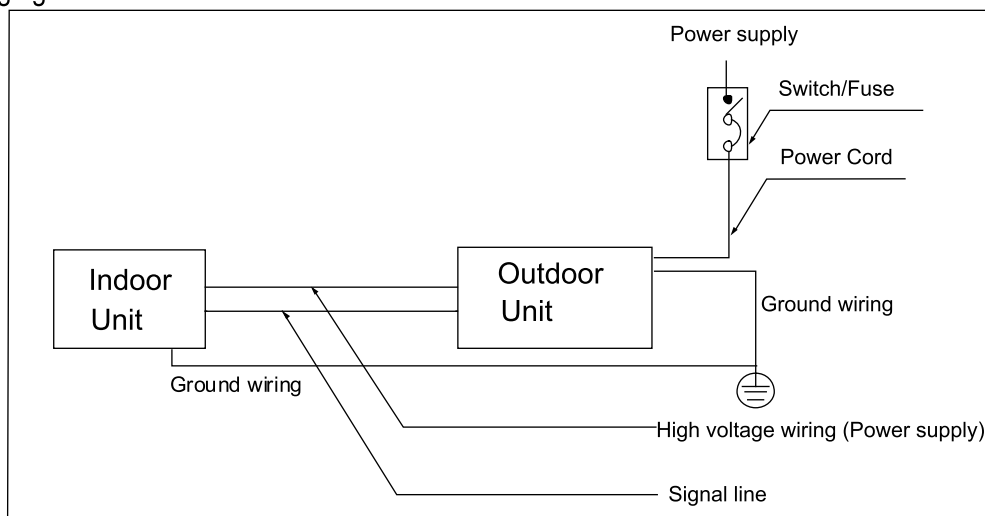 Power supply
Switch/Fuse
Power Cord
Indoor
Unit
Outdoor
Unit
Ground wiring
Ground wiring
High voltage wiring (Power supply)
Signal line